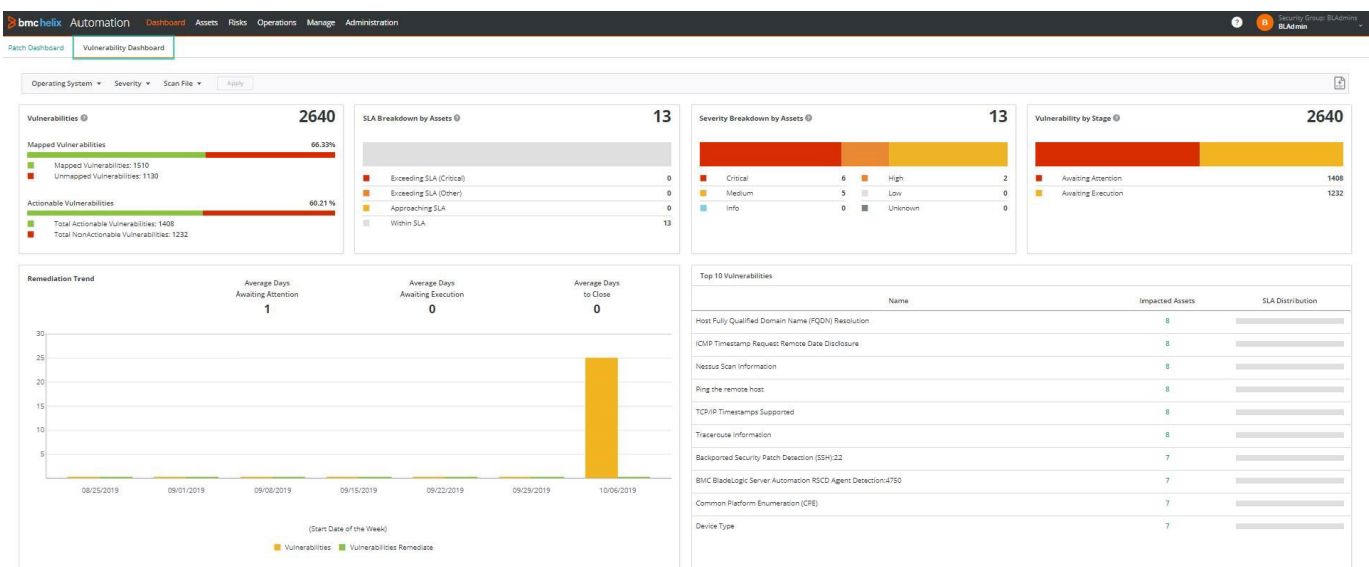 bmchelix Automation Dashboard Assets Risks Operations Manage Administration
? B Security Group: BLAdmins
BLAdmin
Patch Dashboard Vulnerability Dashboard
Operating System Severity Scan File Apply
Vulnerabilities ? 2640
Mapped Vulnerabilities 66.33%
Mapped Vulnerabilities: 1510
Unmapped Vulnerabilities: 1130
Actionable Vulnerabilities 60.21 %
Total Actionable Vulnerabilities: 1408
Total NonActionable Vulnerabilities: 1232
SLA Breakdown by Assets ? 13
Exceeding SLA (Critical) 0
Exceeding SLA (Other) 0
Approaching SLA 0
Within SLA 13
Severity Breakdown by Assets ? 13
Critical 6 High 2
Medium 5 Low 0
Info 0 Unknown 0
Vulnerability by Stage ? 2640
Awaiting Attention 1408
Awaiting Execution 1232
Remediation Trend
Average Days
Awaiting Attention
1
Average Days
Awaiting Execution
0
Average Days
to Close
0
30
25
20
15
10
5
08/25/2019 09/01/2019 09/08/2019 09/15/2019 09/22/2019 09/29/2019 10/06/2019
(Start Date of the Week)
Vulnerabilities Vulnerabilities Remediate
Top 10 Vulnerabilities
Name Impacted Assets SLA Distribution
Host Fully Qualified Domain Name (FQDN) Resolution 8
ICMP Timestamp Request Remote Date Disclosure 8
Nessus Scan Information 8
Ping the remote host 8
TCP/IP Timestamps Supported 8
Traceroute Information 8
Backported Security Patch Detection (SSH):22 7
BMC BladeLogic Server Automation RSCD Agent Detection:4750 7
Common Platform Enumeration (CPE) 7
Device Type 7